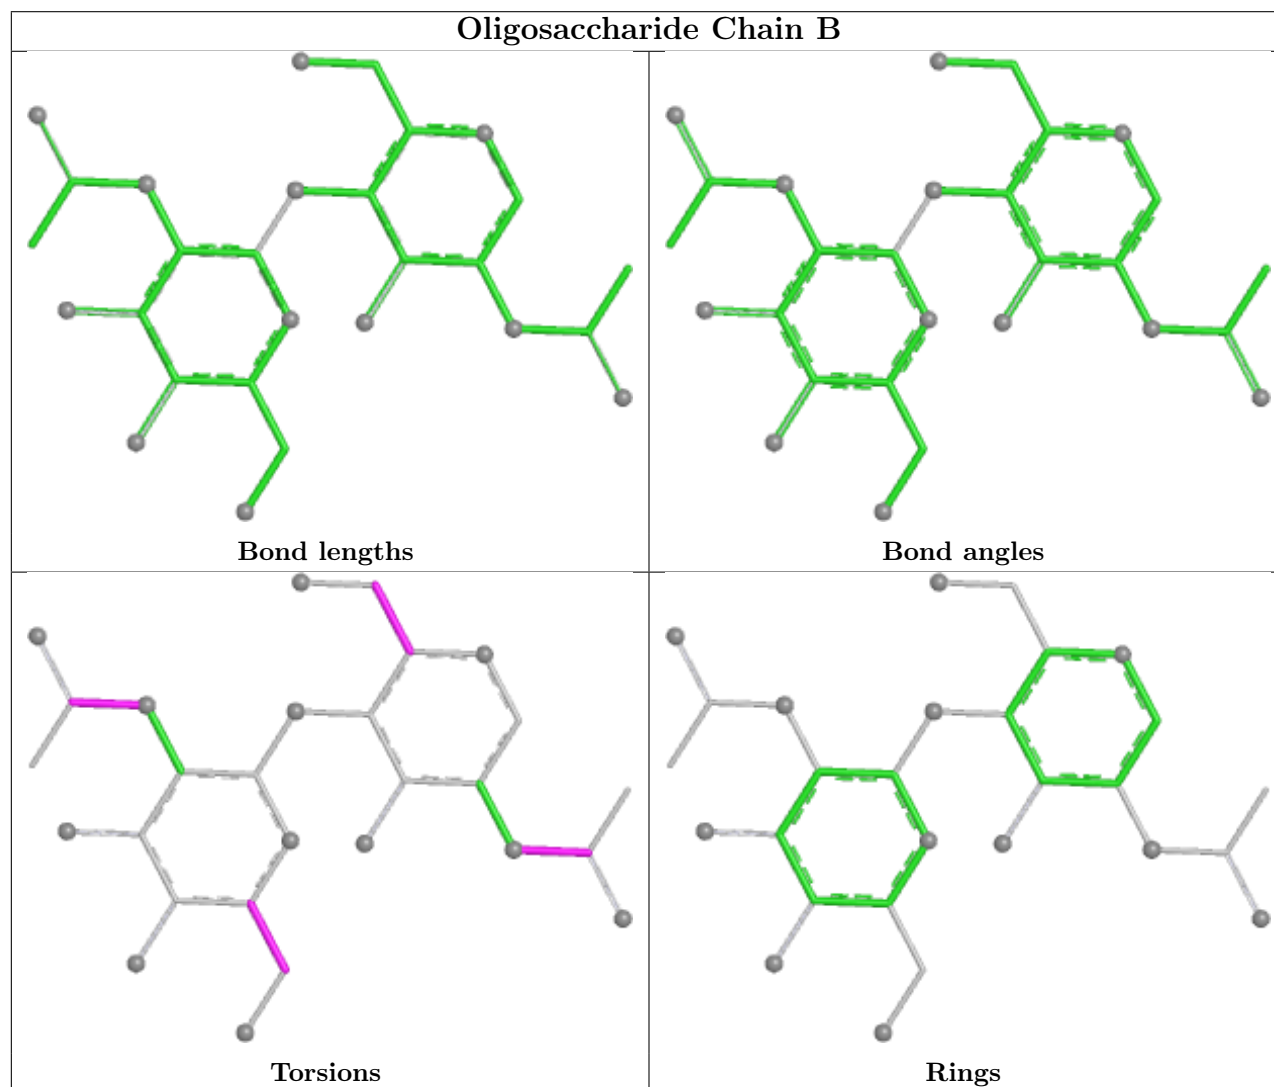 Oligosaccharide Chain B
Bond lengths
Bond angles
Torsions
Rings